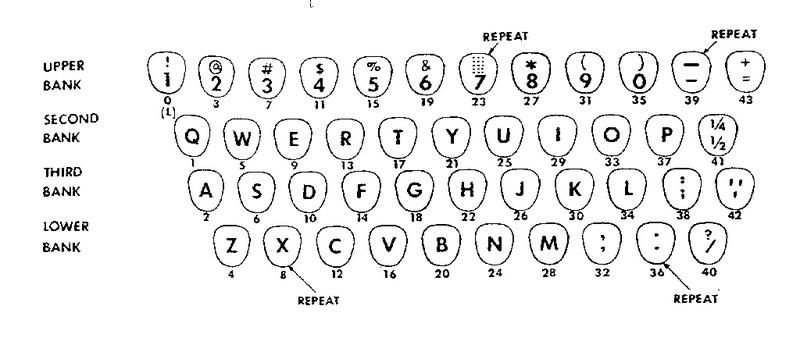 REPEAT REPEAT
UPPER ! @ # $ % & * ( ) — +
BANK 1 2 3 4 5 6 7 8 9 0 - =
0 3 7 11 15 19 23 27 31 35 39 43
(1)
SECOND
BANK Q W E R T Y U I O P 1/4 1/2
1 5 9 13 17 21 25 29 33 37 41
THIRD
BANK A S D F G H J K L : ; " '
2 6 10 14 18 22 26 30 34 38 42
LOWER
BANK Z X C V B N M , ; . : ? /
4 8 12 16 20 24 28 32 36 40
REPEAT REPEAT